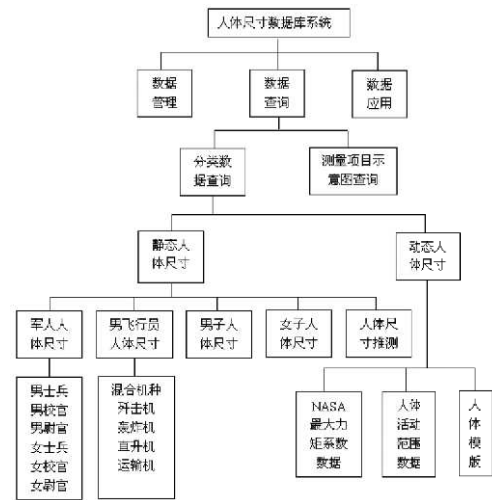 人体尺寸数据库系统
数据
管理
数据
查询
数据
应用
分类数
据查询
测量项目示
意图查询
静态人
体尺寸
动态人
体尺寸
军人人
体尺寸
男飞行员
人体尺寸
男子人
体尺寸
女子人
体尺寸
人体尺
寸推测
男士兵
男校官
男尉官
女士兵
女校官
女尉官
混合机种
歼击机
轰炸机
直升机
运输机
NASA
最大力
矩系数
数据
人体
活动
范围
数据
人
体
模
版